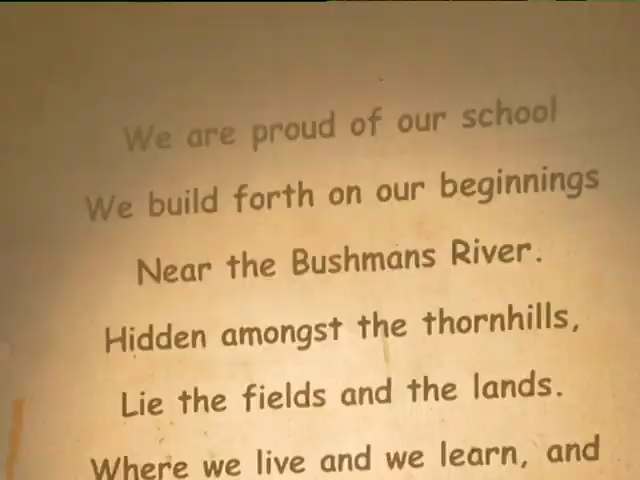 We are proud of our school
We build forth on our beginnings
Near the Bushmans River.
Hidden amongst the thornhills,
Lie the fields and the lands.
Where we live and we learn, and